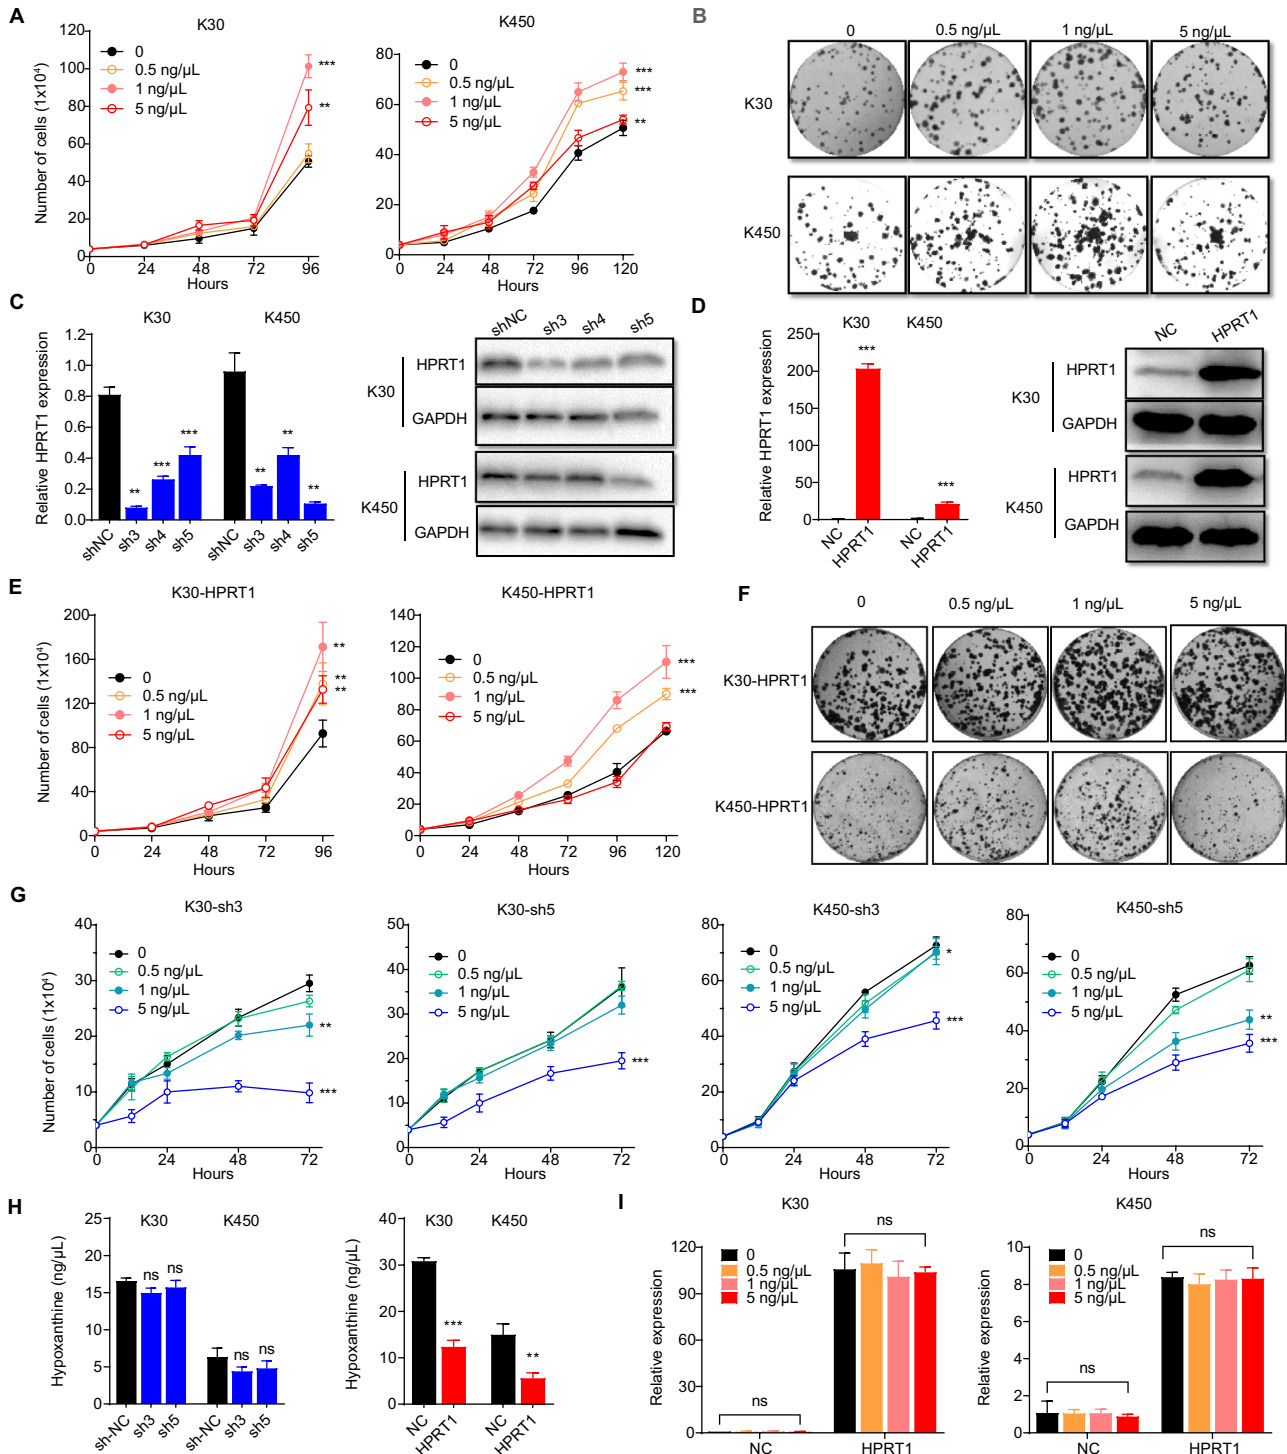 A
K30
Number of cells (1x10⁴)
120
100
80
60
40
20
0
0
0.5 ng/μL
1 ng/μL
5 ng/μL
***
**
0 24 48 72 96
Hours
K450
80
60
40
20
0
0
0.5 ng/μL
1 ng/μL
5 ng/μL
***
***
**
0 24 48 72 96 120
Hours
B
0 0.5 ng/μL 1 ng/μL 5 ng/μL
K30
K450
C
Relative HPRT1 expression
K30 K450
1.2
1.0
0.8
0.6
0.4
0.2
0.0
** *** *** ** ** **
shNC sh3 sh4 sh5 shNC sh3 sh4 sh5
shNC sh3 sh4 sh5
K30
HPRT1
GAPDH
K450
HPRT1
GAPDH
D
Relative HPRT1 expression
K30 K450
250
200
150
100
50
0
***
***
NC HPRT1 NC HPRT1
NC HPRT1
K30
HPRT1
GAPDH
K450
HPRT1
GAPDH
E
K30-HPRT1
Number of cells (1x10⁴)
200
160
120
80
40
0
0
0.5 ng/μL
1 ng/μL
5 ng/μL
**
**
**
0 24 48 72 96
Hours
K450-HPRT1
140
120
100
80
60
40
20
0
0
0.5 ng/μL
1 ng/μL
5 ng/μL
***
***
0 24 48 72 96 120
Hours
F
0 0.5 ng/μL 1 ng/μL 5 ng/μL
K30-HPRT1
K450-HPRT1
G
K30-sh3
Number of cells (1x10⁴)
40
30
20
10
0
0
0.5 ng/μL
1 ng/μL
5 ng/μL
**
***
0 24 48 72
Hours
K30-sh5
50
40
30
20
10
0
0
0.5 ng/μL
1 ng/μL
5 ng/μL
***
0 24 48 72
Hours
K450-sh3
80
60
40
20
0
0
0.5 ng/μL
1 ng/μL
5 ng/μL
*
***
0 24 48 72
Hours
K450-sh5
80
60
40
20
0
0
0.5 ng/μL
1 ng/μL
5 ng/μL
**
***
0 24 48 72
Hours
H
Hypoxanthine (ng/μL)
K30 K450
25
20
15
10
5
0
ns ns ns ns
sh-NC sh3 sh5 sh-NC sh3 sh5
Hypoxanthine (ng/μL)
K30 K450
40
30
20
10
0
***
**
NC HPRT1 NC HPRT1
I
K30
Relative expression
120
90
60
30
0
0
0.5 ng/μL
1 ng/μL
5 ng/μL
ns
ns
NC HPRT1
K450
Relative expression
10
8
6
4
2
0
0
0.5 ng/μL
1 ng/μL
5 ng/μL
ns
ns
NC HPRT1